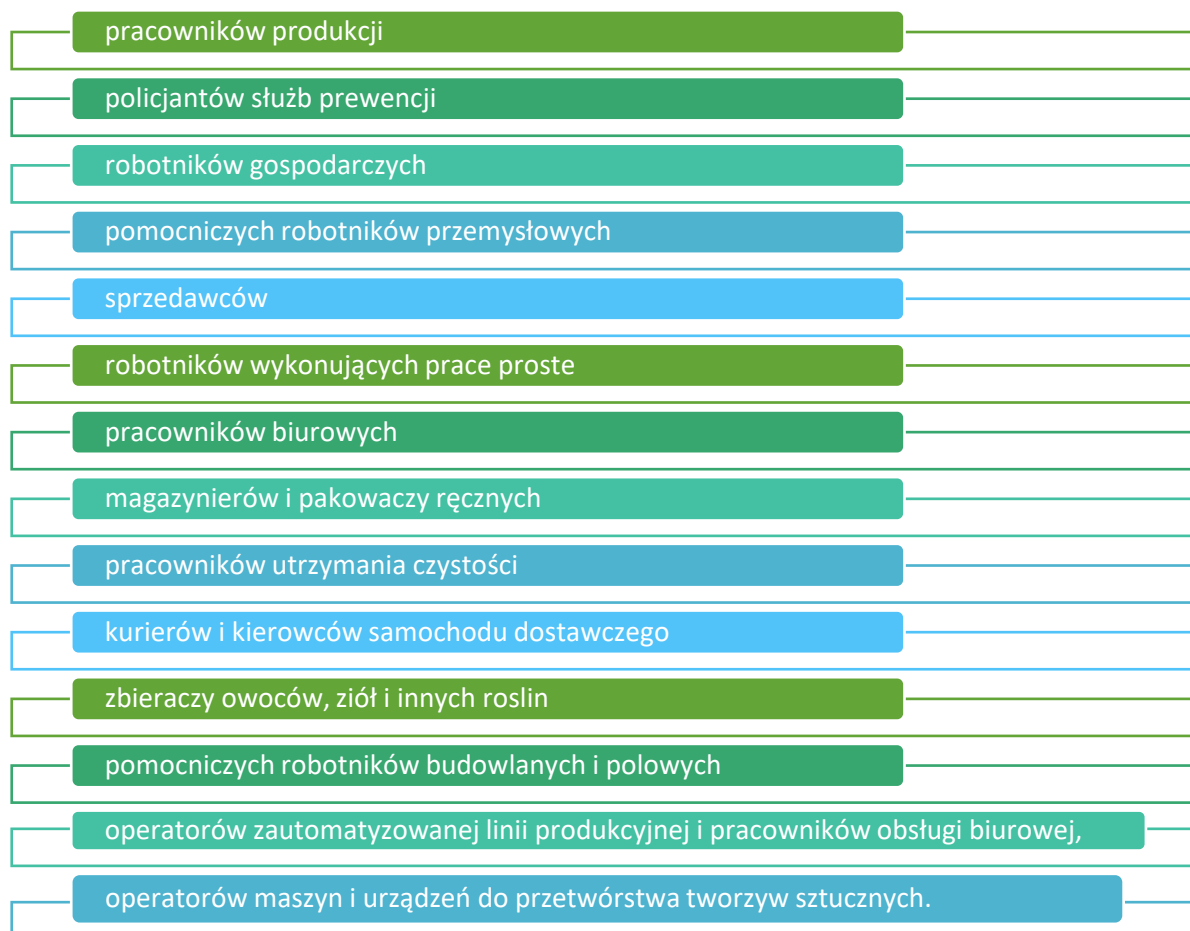 pracowników produkcji
policjantów służb prewencji
robotników gospodarczych
pomocniczych robotników przemysłowych
sprzedawców
robotników wykonujących prace proste
pracowników biurowych
magazynierów i pakowaczy ręcznych
pracowników utrzymania czystości
kurierów i kierowców samochodu dostawczego
zbieraczy owoców, ziół i innych roslin
pomocniczych robotników budowlanych i polowych
operatorów zautomatyzowanej linii produkcyjnej i pracowników obsługi biurowej,
operatorów maszyn i urządzeń do przetwórstwa tworzyw sztucznych.